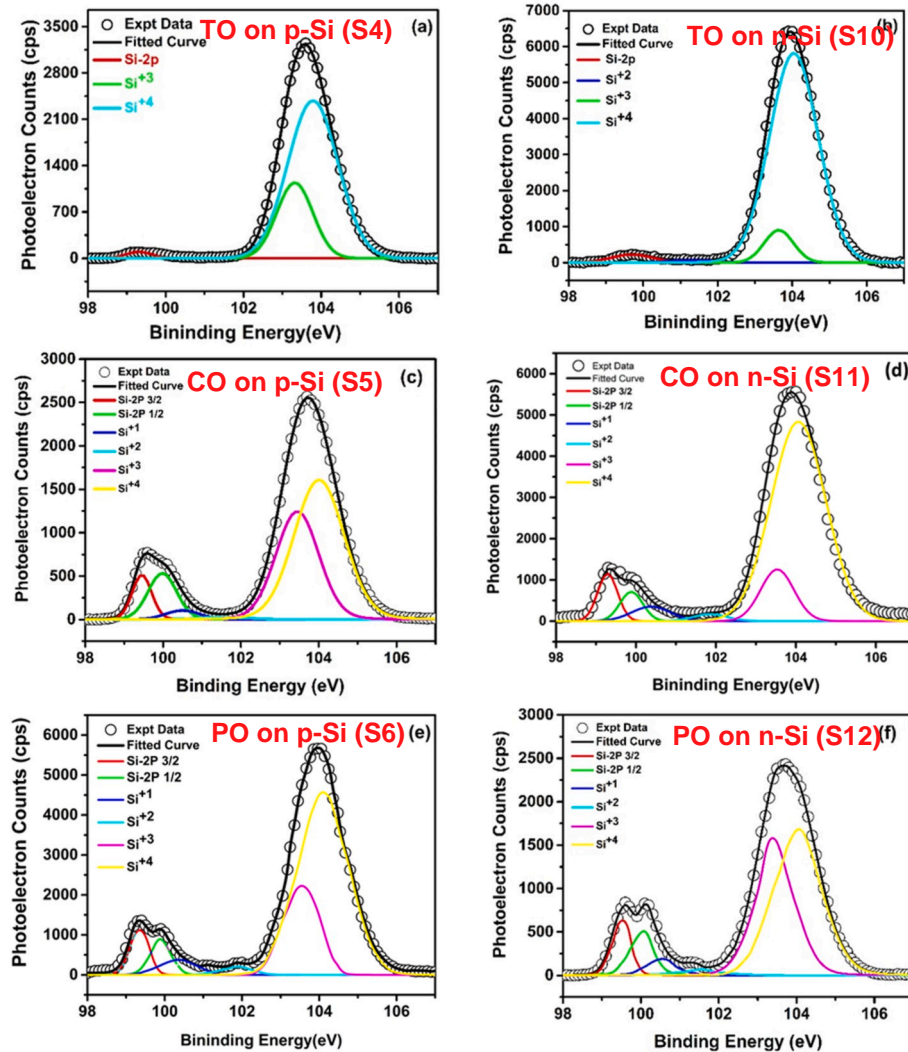 TO on p-Si (S4)
(a)
Expt Data
Fitted Curve
Si-2p
Si+3
Si+4
3500
2800
2100
1400
700
0
Photoelectron Counts (cps)
98 100 102 104 106
Bininding Energy(eV)
TO on n-Si (S10)
(b)
Expt Data
Fitted Curve
Si-2p
Si+2
Si+3
Si+4
7000
6000
5000
4000
3000
2000
1000
0
Photoelectron Counts (cps)
98 100 102 104 106
Bininding Energy(eV)
CO on p-Si (S5)
(c)
Expt Data
Fitted Curve
Si-2P 3/2
Si-2P 1/2
Si+1
Si+2
Si+3
Si+4
3000
2500
2000
1500
1000
500
0
Photoelectron Counts (cps)
98 100 102 104 106
Binding Energy (eV)
CO on n-Si (S11)
(d)
Expt Data
Fitted Curve
Si-2P 3/2
Si-2P 1/2
Si+1
Si+2
Si+3
Si+4
6000
5000
4000
3000
2000
1000
0
Photoelectron Counts (cps)
98 100 102 104 106
Bininding Energy(eV)
PO on p-Si (S6)
(e)
Expt Data
Fitted Curve
Si-2P 3/2
Si-2P 1/2
Si+1
Si+2
Si+3
Si+4
6000
5000
4000
3000
2000
1000
0
Photoelectron Counts (cps)
98 100 102 104 106
Binding Energy(eV)
PO on n-Si (S12)
(f)
Expt Data
Fitted Curve
Si-2P 3/2
Si-2P 1/2
Si+1
Si+2
Si+3
Si+4
3000
2500
2000
1500
1000
500
0
Photoelectron Counts (cps)
98 100 102 104 106
Binding Energy (eV)